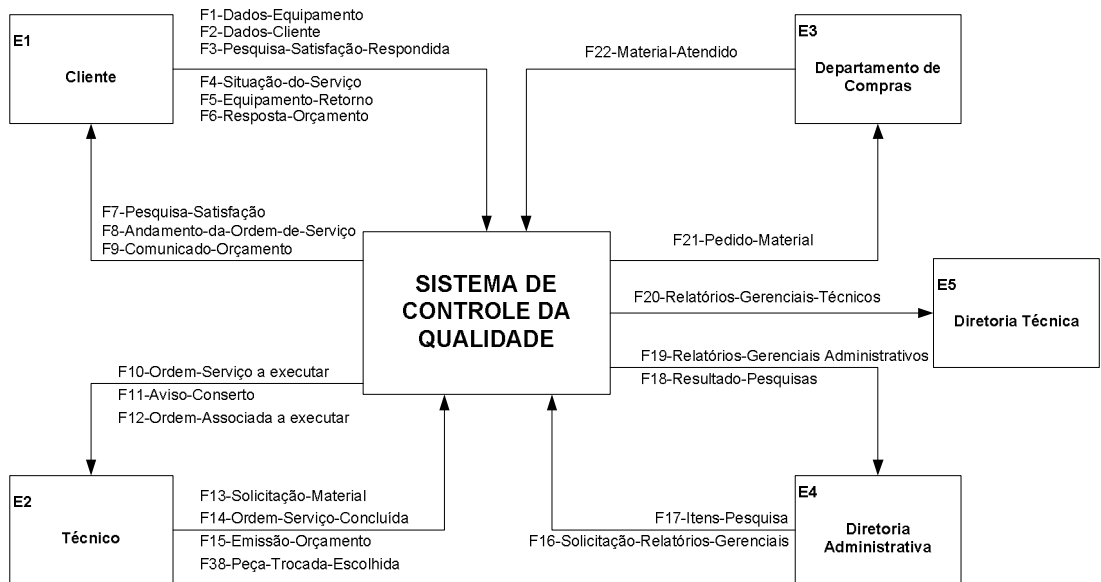 E1
Cliente
F1-Dados-Equipamento
F2-Dados-Cliente
F3-Pesquisa-Satisfação-Respondida
F4-Situação-do-Serviço
F5-Equipamento-Retorno
F6-Resposta-Orçamento
F22-Material-Atendido
E3
Departamento de
Compras
F7-Pesquisa-Satisfação
F8-Andamento-da-Ordem-de-Serviço
F9-Comunicado-Orçamento
SISTEMA DE
CONTROLE DA
QUALIDADE
F21-Pedido-Material
F20-Relatórios-Gerenciais-Técnicos
E5
Diretoria Técnica
F19-Relatórios-Gerenciais Administrativos
F18-Resultado-Pesquisas
F10-Ordem-Serviço a executar
F11-Aviso-Conserto
F12-Ordem-Associada a executar
E2
Técnico
F13-Solicitação-Material
F14-Ordem-Serviço-Concluída
F15-Emissão-Orçamento
F38-Peça-Trocada-Escolhida
F17-Itens-Pesquisa
F16-Solicitação-Relatórios-Gerenciais
E4
Diretoria
Administrativa